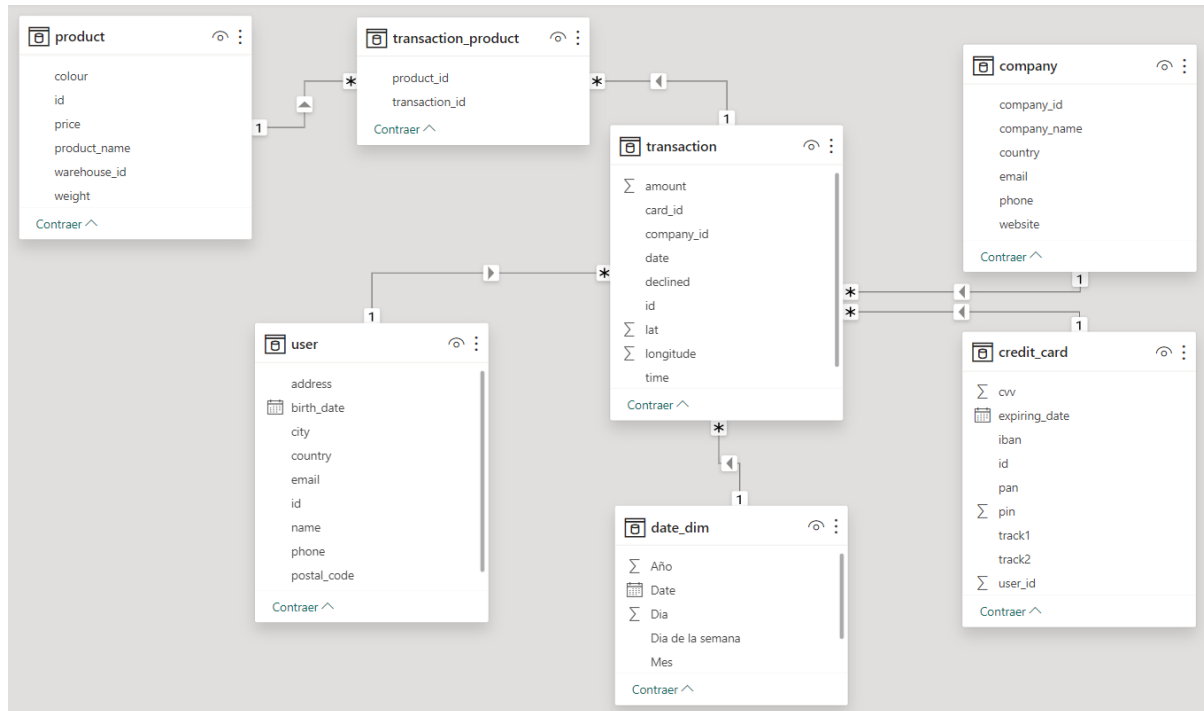 product
colour
id
price
product_name
warehouse_id
weight
Contraer
transaction_product
product_id
transaction_id
Contraer
transaction
Σ amount
card_id
company_id
date
declined
id
Σ lat
Σ longitude
time
Contraer
company
company_id
company_name
country
email
phone
website
Contraer
user
address
birth_date
city
country
email
id
name
phone
postal_code
Contraer
date_dim
Σ Año
Date
Σ Dia
Dia de la semana
Mes
Contraer
credit_card
Σ cvv
expiring_date
iban
id
pan
Σ pin
track1
track2
Σ user_id
Contraer
1
*
*
1
1
*
*
1
*
1
*
1